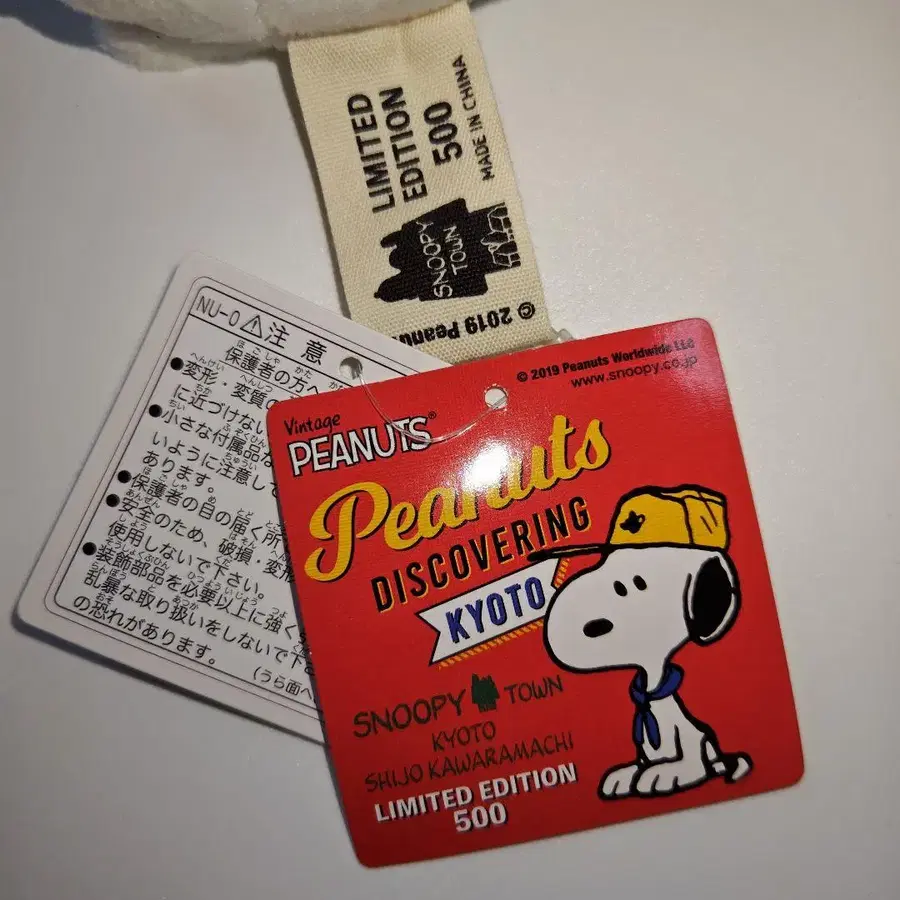 LIMITED
EDITION
500
MADE IN CHINA
SNOOPY
TOWN
© 2019 Peanu
NU-0 ⚠注意
保護者の方へ
変形・変質の
に近づけない
小さな付属品な
いように注意して
あります。
保護者の目の届く所
安全のため、破損・変形
使用しないで下さい。
装飾部品を必要以上に強く
乱暴な取り扱いをしないで下
の恐れがあります。
(うら面へ
© 2019 Peanuts Worldwide LLC
www.snoopy.co.jp
Vintage
PEANUTS®
Peanuts
DISCOVERING
KYOTO
SNOOPY TOWN
KYOTO
SHIJO KAWARAMACHI
LIMITED EDITION
500